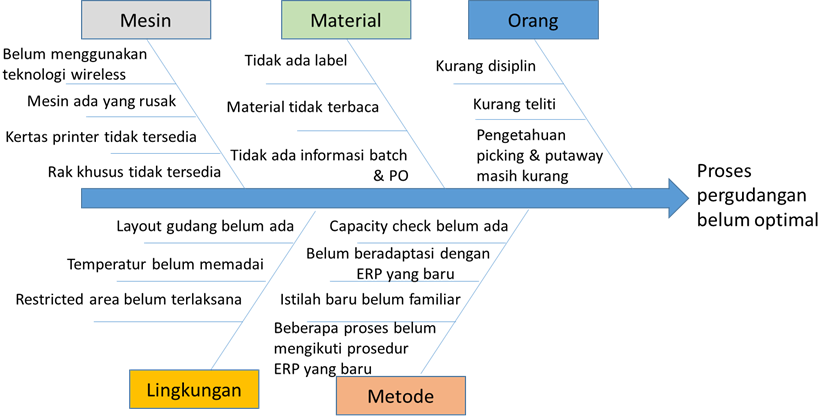 Mesin
Material
Orang
Belum menggunakan
teknologi wireless
Mesin ada yang rusak
Kertas printer tidak tersedia
Rak khusus tidak tersedia
Tidak ada label
Material tidak terbaca
Tidak ada informasi batch
& PO
Kurang disiplin
Kurang teliti
Pengetahuan
picking & putaway
masih kurang
Proses
pergudangan
belum optimal
Layout gudang belum ada
Temperatur belum memadai
Restricted area belum terlaksana
Capacity check belum ada
Belum beradaptasi dengan
ERP yang baru
Istilah baru belum familiar
Beberapa proses belum
mengikuti prosedur
ERP yang baru
Lingkungan
Metode